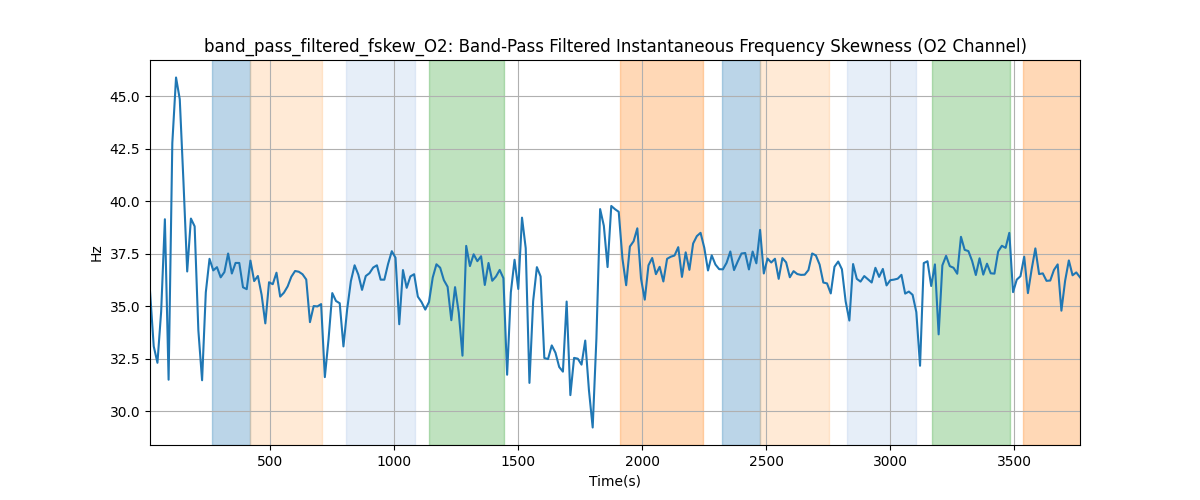 band_pass_filtered_fskew_O2: Band-Pass Filtered Instantaneous Frequency Skewness (O2 Channel)
45.0
42.5
40.0
37.5
35.0
32.5
30.0
Hz
500 1000 1500 2000 2500 3000 3500
Time(s)